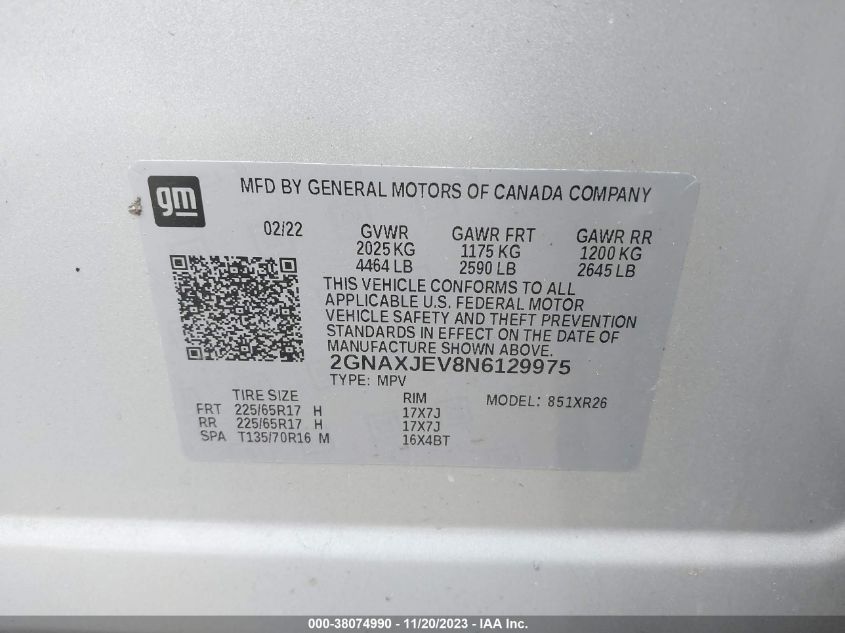 gm
MFD BY GENERAL MOTORS OF CANADA COMPANY
02/22 GVWR GAWR FRT GAWR RR
2025 KG 1175 KG 1200 KG
4464 LB 2590 LB 2645 LB
THIS VEHICLE CONFORMS TO ALL
APPLICABLE U.S. FEDERAL MOTOR
VEHICLE SAFETY AND THEFT PREVENTION
STANDARDS IN EFFECT ON THE DATE OF
MANUFACTURE SHOWN ABOVE.
2GNAXJEV8N6129975
TYPE: MPV
TIRE SIZE RIM MODEL: 851XR26
FRT 225/65R17 H 17X7J
RR 225/65R17 H 17X7J
SPA T135/70R16 M 16X4BT
000-38074990 - 11/20/2023 - IAA Inc.